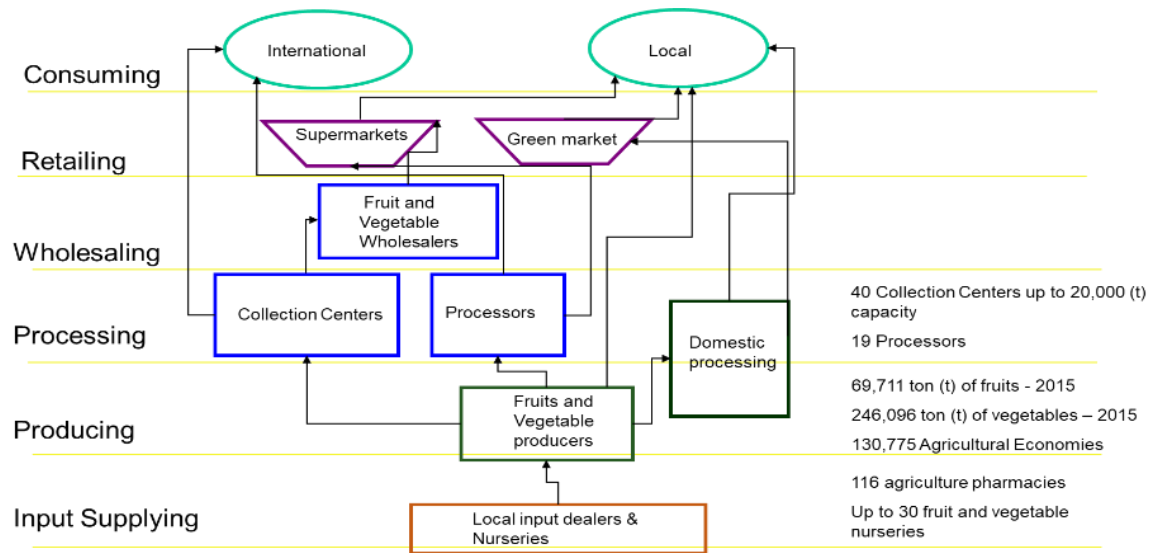 International
Local
Consuming
Supermarkets
Green market
Retailing
Fruit and
Vegetable
Wholesalers
Wholesaling
Collection Centers
Processors
Domestic
processing
40 Collection Centers up to 20,000 (t)
capacity
19 Processors
Processing
Fruits and
Vegetable
producers
69,711 ton (t) of fruits - 2015
246,096 ton (t) of vegetables – 2015
130,775 Agricultural Economies
Producing
116 agriculture pharmacies
Up to 30 fruit and vegetable
nurseries
Input Supplying
Local input dealers &
Nurseries